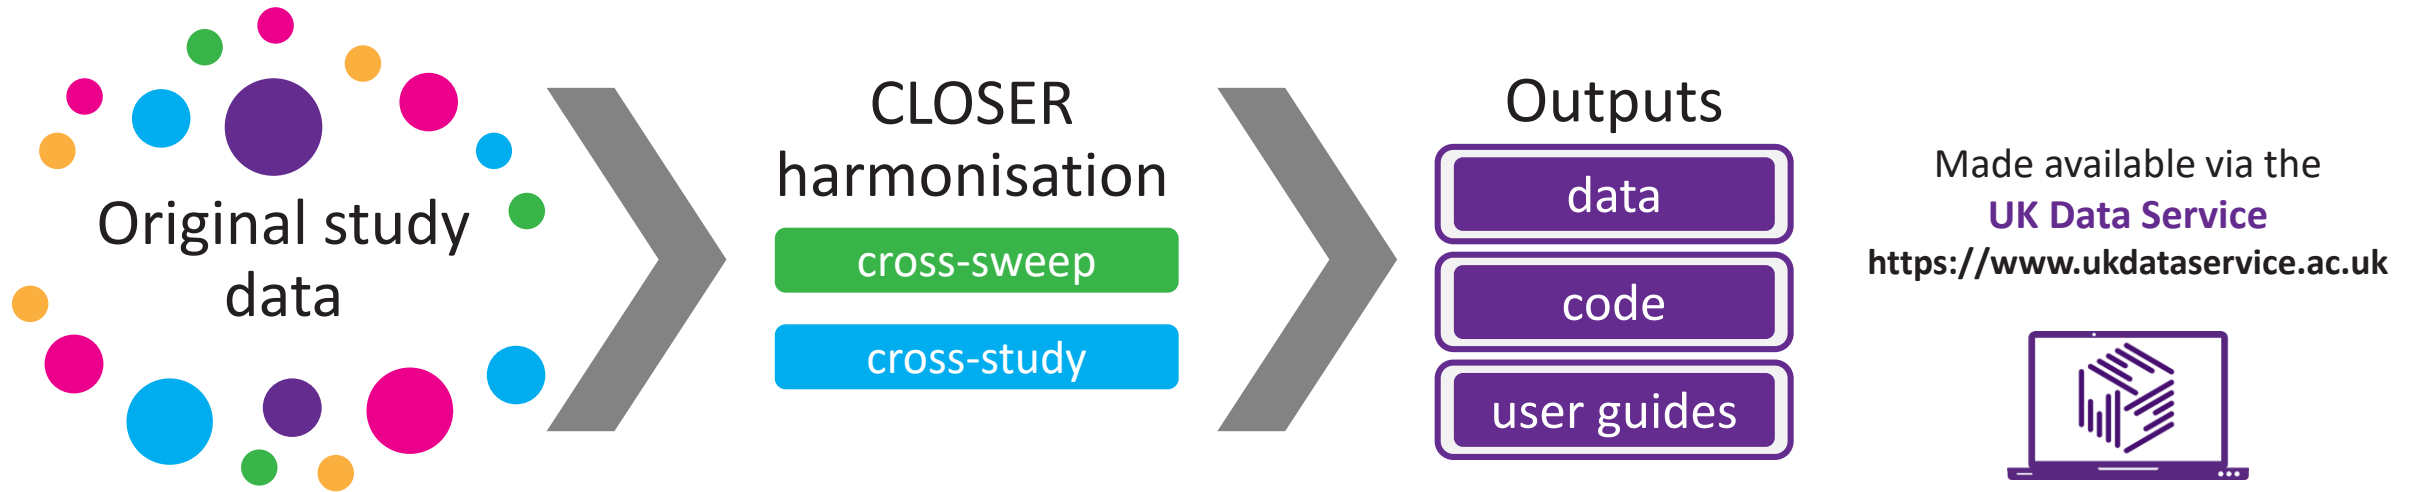 Original study
data
CLOSER
harmonisation
cross-sweep
cross-study
Outputs
data
code
user guides
Made available via the
UK Data Service
https://www.ukdataservice.ac.uk